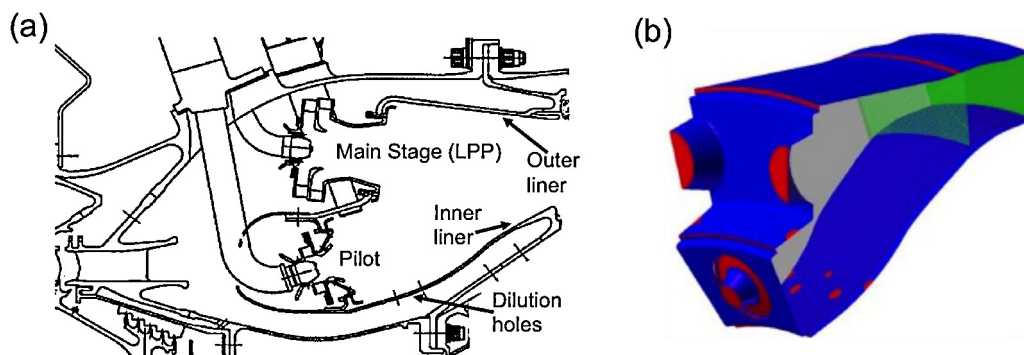 (a)
(b)
Main Stage (LPP)
Outer
liner
Inner
liner
Pilot
Dilution
holes